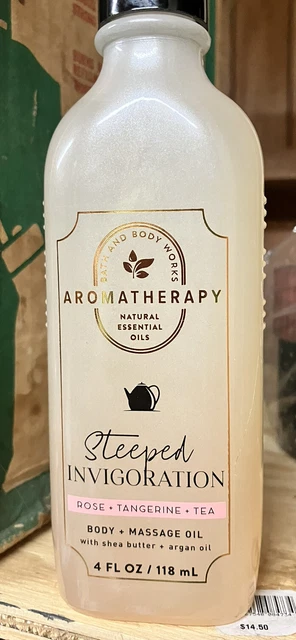 BATH AND BODY WORKS
AROMATHERAPY
NATURAL
ESSENTIAL
OILS
Steeped
INVIGORATION
ROSE + TANGERINE + TEA
BODY + MASSAGE OIL
with shea butter + argan oil
4 FL OZ / 118 mL
$14.50